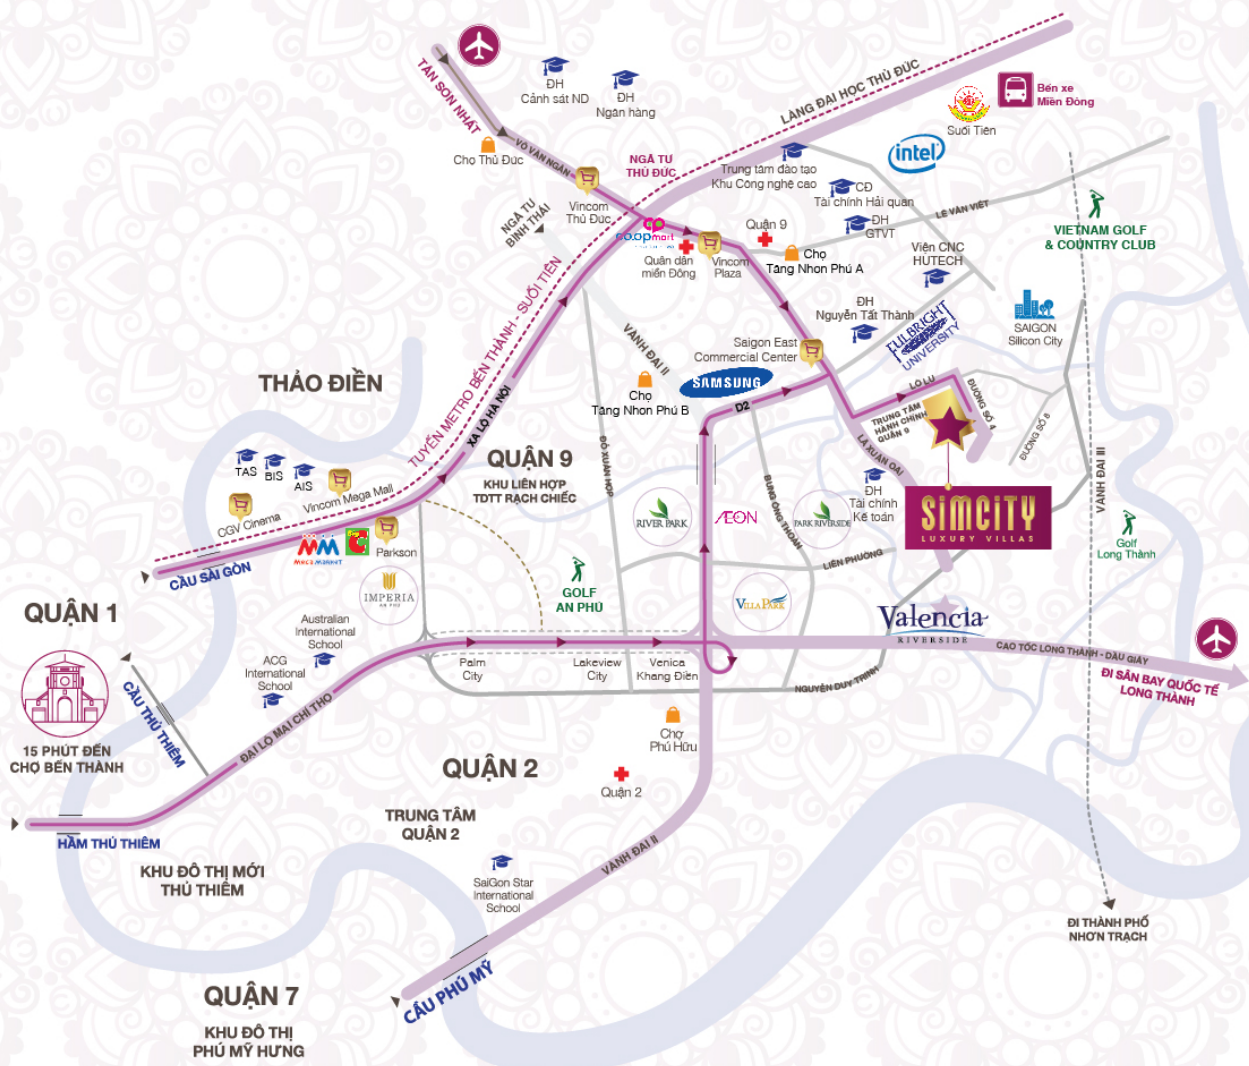 TÂN SƠN NHẤT
ĐH
Cảnh sát ND
ĐH
Ngân hàng
LÀNG ĐẠI HỌC THỦ ĐỨC
Suối Tiên
Bến xe
Miền Đông
Chợ Thủ Đức
VÕ VĂN NGÂN
NGÃ TƯ
THỦ ĐỨC
Trung tâm đào tạo
Khu Công nghệ cao
intel
CĐ
Tài chính Hải quan
ĐH
GTVT
LÊ VĂN VIỆT
VIETNAM GOLF
& COUNTRY CLUB
Vincom
Thủ Đức
NGÃ TƯ
BÌNH THÁI
co.opmart
Quận 9
Quân dân
miền Đông
Vincom
Plaza
Chợ
Tăng Nhơn Phú A
Viện CNC
HUTECH
ĐH
Nguyễn Tất Thành
FULBRIGHT
UNIVERSITY
SAIGON
Silicon City
Saigon East
Commercial Center
VÀNH ĐAI II
Chợ
Tăng Nhơn Phú B
SAMSUNG
D2
LÒ LU
ĐƯỜNG SỐ 4
TRUNG TÂM
HÀNH CHÍNH
QUẬN 9
ĐƯỜNG SỐ 8
LÃ XUÂN OAI
THẢO ĐIỀN
TUYẾN METRO BẾN THÀNH - SUỐI TIÊN
XA LỘ HÀ NỘI
QUẬN 9
KHU LIÊN HỢP
TDTT RẠCH CHIẾC
ĐỖ XUÂN HỢP
TAS
BIS
AIS
CGV Cinema
Vincom Mega Mall
MM
MEGA MARKET
Parkson
RIVER PARK
ÆON
BƯNG ÔNG THOÀN
PARK RIVERSIDE
ĐH
Tài chính
Kế toán
SIMCITY
LUXURY VILLAS
VÀNH ĐAI III
Golf
Long Thành
CẦU SÀI GÒN
IMPERIA
AN PHÚ
GOLF
AN PHÚ
LIÊN PHƯỜNG
VILLA PARK
Valencia
RIVERSIDE
QUẬN 1
Australian
International
School
ACG
International
School
Palm
City
Lakeview
City
Venica
Khang Điền
CAO TỐC LONG THÀNH - DẦU GIÂY
ĐI SÂN BAY QUỐC TẾ
LONG THÀNH
NGUYỄN DUY TRINH
CẦU THỦ THIÊM
15 PHÚT ĐẾN
CHỢ BẾN THÀNH
ĐẠI LỘ MAI CHÍ THỌ
Chợ
Phú Hữu
QUẬN 2
Quận 2
TRUNG TÂM
QUẬN 2
HẦM THỦ THIÊM
KHU ĐÔ THỊ MỚI
THỦ THIÊM
VÀNH ĐAI II
SaiGon Star
International
School
ĐI THÀNH PHỐ
NHƠN TRẠCH
CẦU PHÚ MỸ
QUẬN 7
KHU ĐÔ THỊ
PHÚ MỸ HƯNG